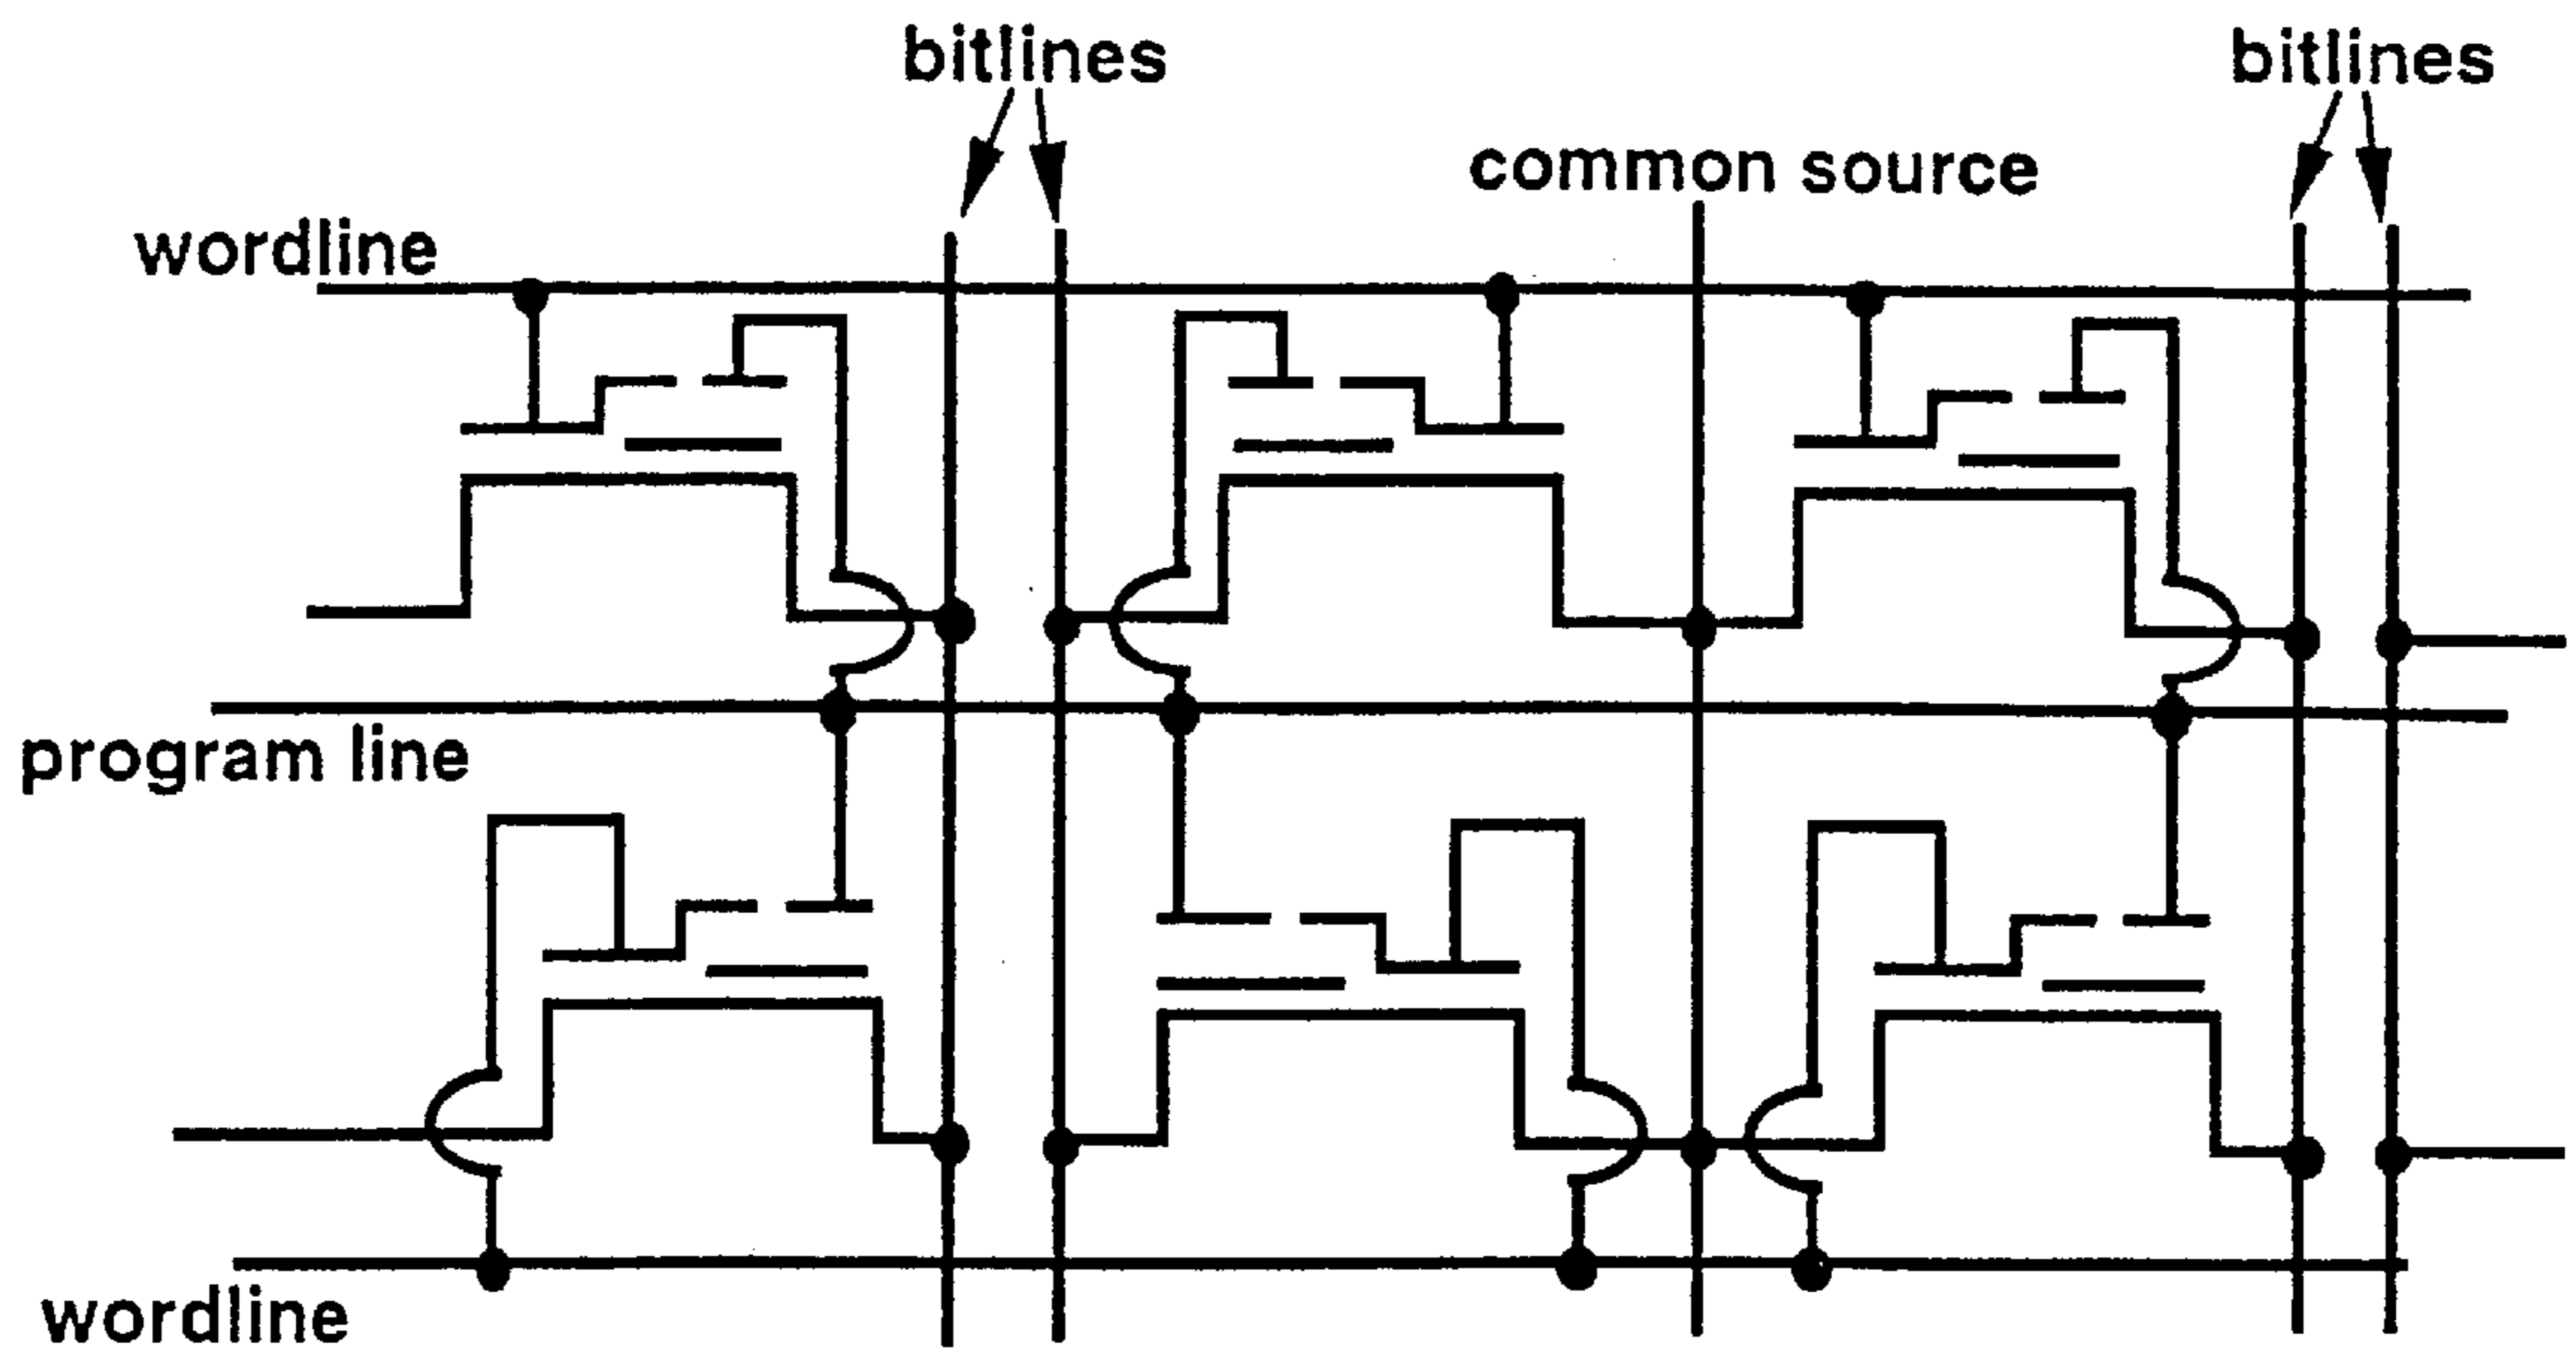 bitlines
bitlines
common source
wordline
program line
wordline